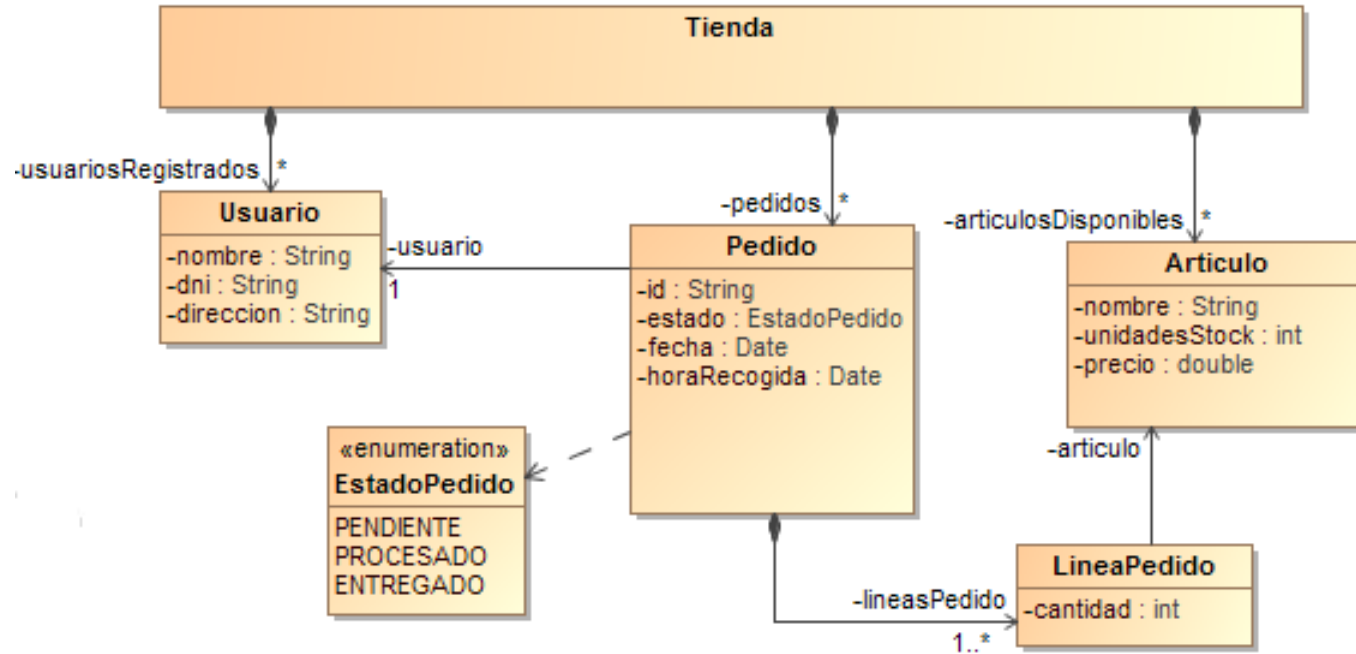 Tienda
-usuariosRegistrados
*
-pedidos
*
-articulosDisponibles
*
Usuario
-nombre : String
-dni : String
-direccion : String
-usuario
1
Pedido
-id : String
-estado : EstadoPedido
-fecha : Date
-horaRecogida : Date
Articulo
-nombre : String
-unidadesStock : int
-precio : double
«enumeration»
EstadoPedido
PENDIENTE
PROCESADO
ENTREGADO
-articulo
-lineasPedido
1..*
LineaPedido
-cantidad : int